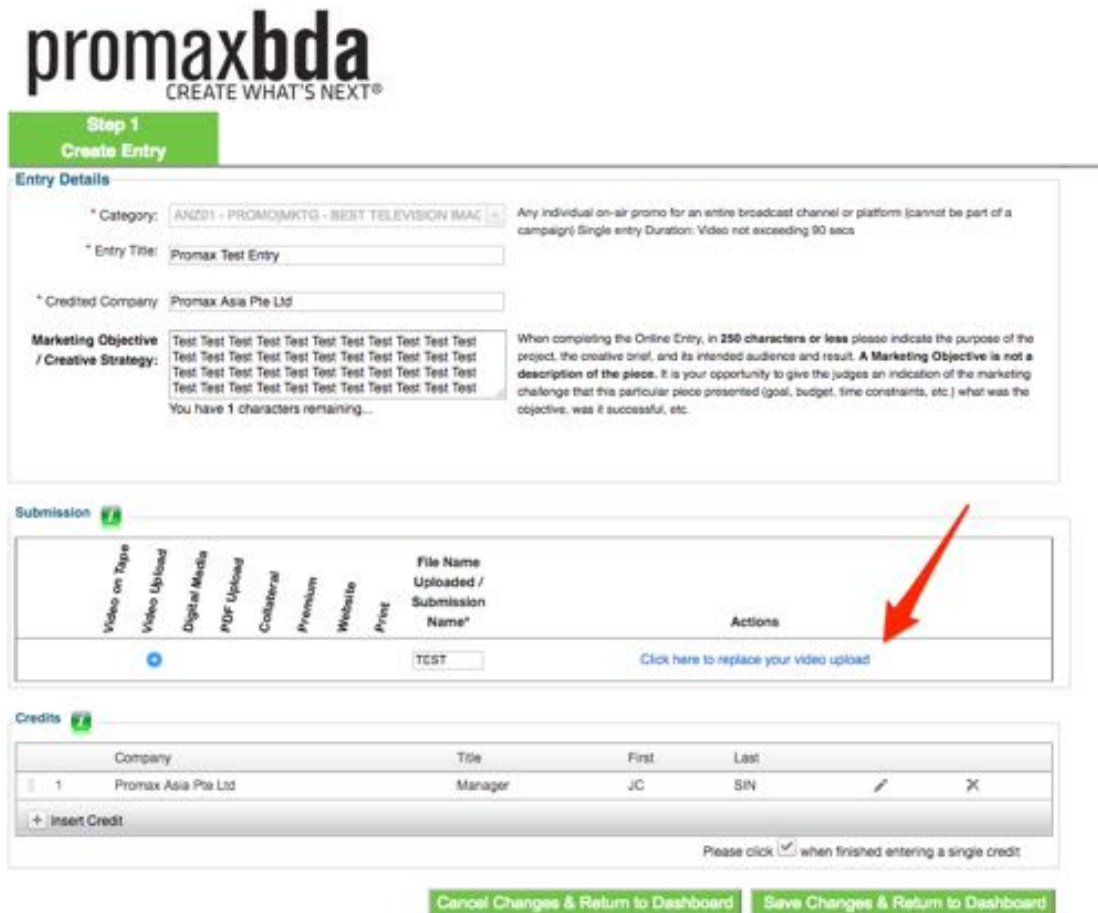 promaxbda
CREATE WHAT'S NEXT®
Step 1
Create Entry
Entry Details
* Category: ANZ01 - PROMO|MKTG - BEST TELEVISION IMAG
Any individual on-air promo for an entire broadcast channel or platform (cannot be part of a
campaign) Single entry Duration: Video not exceeding 90 secs
* Entry Title: Promax Test Entry
* Credited Company Promax Asia Pte Ltd
Marketing Objective
/ Creative Strategy:
Test Test Test Test Test Test Test Test Test Test Test
Test Test Test Test Test Test Test Test Test Test Test
Test Test Test Test Test Test Test Test Test Test Test
Test Test Test Test Test Test Test Test Test Test Test
You have 1 characters remaining...
When completing the Online Entry, in 250 characters or less please indicate the purpose of the
project, the creative brief, and its intended audience and result. A Marketing Objective is not a
description of the piece. It is your opportunity to give the judges an indication of the marketing
challenge that this particular piece presented (goal, budget, time constraints, etc.) what was the
objective, was it successful, etc.
Submission
Video on Tape
Video Upload
Digital Media
PDF Upload
Collateral
Premium
Website
Print
File Name
Uploaded /
Submission
Name*
Actions
TEST
Click here to replace your video upload
Credits
Company Title First Last
1 Promax Asia Pte Ltd Manager JC SIN
+ Insert Credit
Please click when finished entering a single credit
Cancel Changes & Return to Dashboard
Save Changes & Return to Dashboard